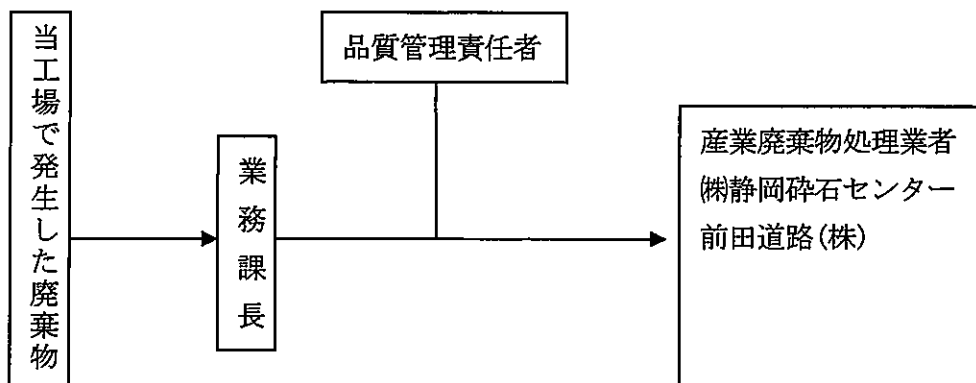 当工場で発生した廃棄物
業務課長
品質管理責任者
産業廃棄物処理業者
㈱静岡砕石センター
前田道路(株)